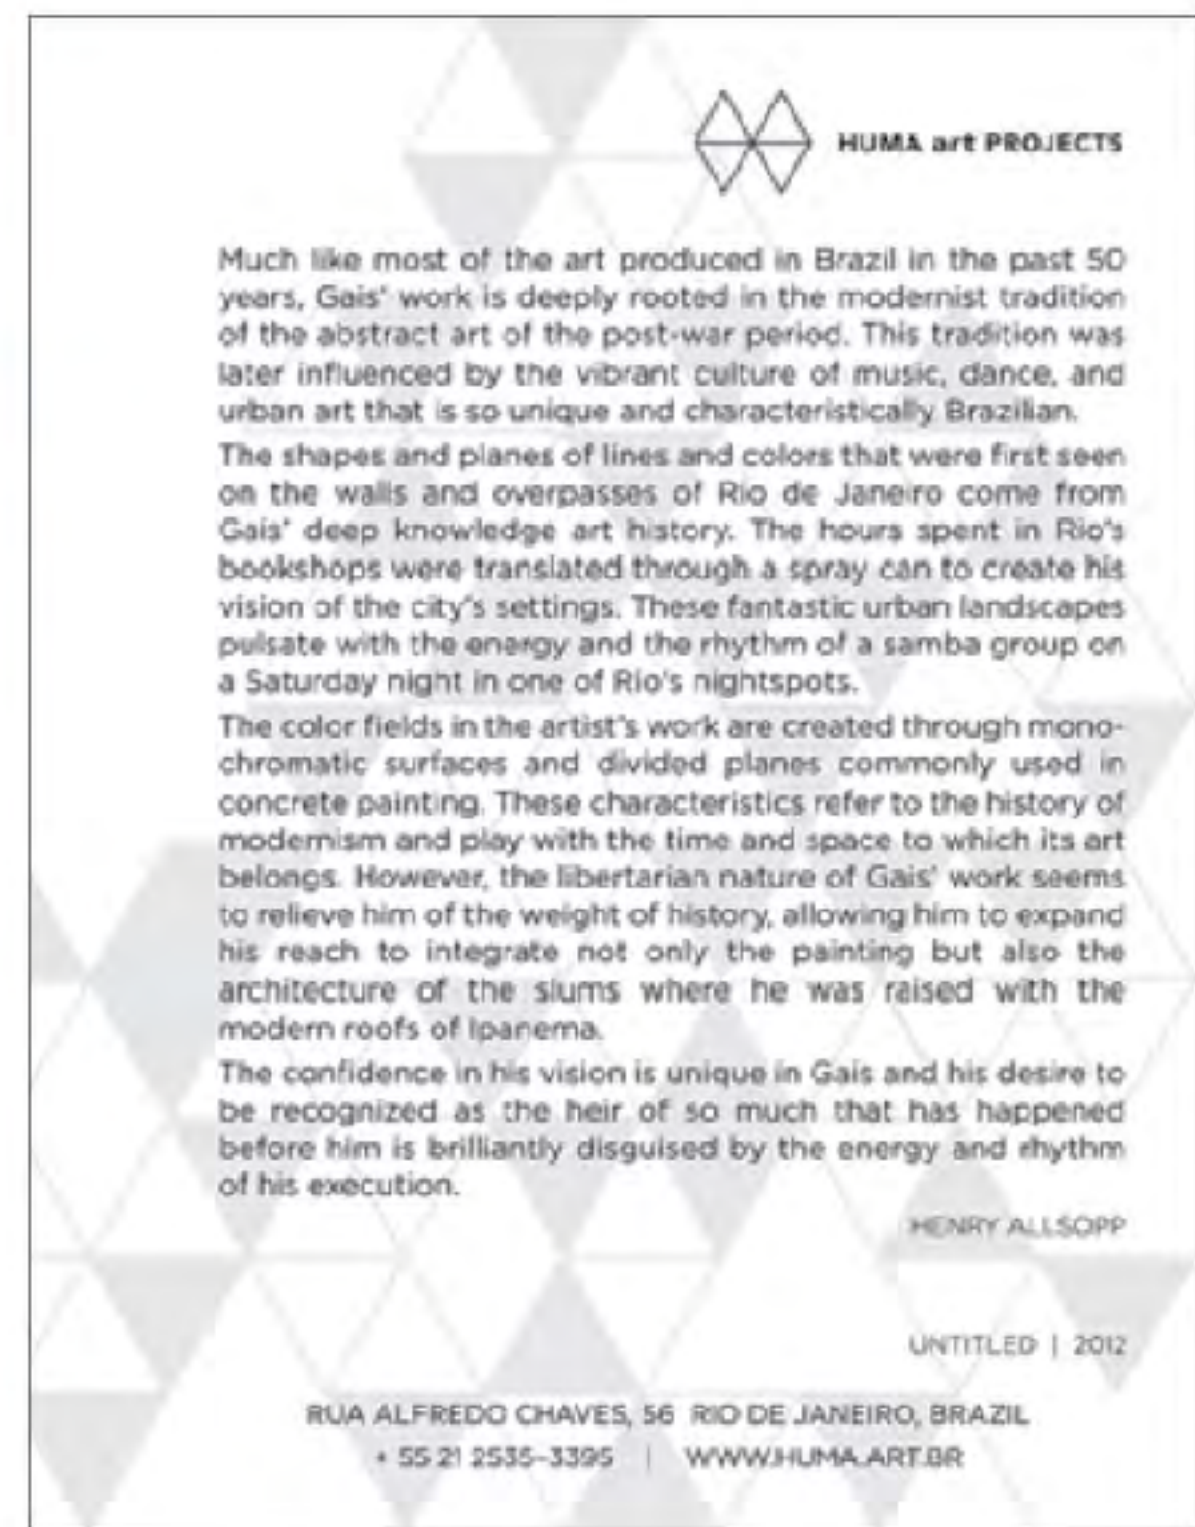 HUMA art PROJECTS
Much like most of the art produced in Brazil in the past 50
years, Gais' work is deeply rooted in the modernist tradition
of the abstract art of the post-war period. This tradition was
later influenced by the vibrant culture of music, dance, and
urban art that is so unique and characteristically Brazilian.
The shapes and planes of lines and colors that were first seen
on the walls and overpasses of Rio de Janeiro come from
Gais' deep knowledge art history. The hours spent in Rio's
bookshops were translated through a spray can to create his
vision of the city's settings. These fantastic urban landscapes
pulsate with the energy and the rhythm of a samba group on
a Saturday night in one of Rio's nightspots.
The color fields in the artist's work are created through mono-
chromatic surfaces and divided planes commonly used in
concrete painting. These characteristics refer to the history of
modernism and play with the time and space to which its art
belongs. However, the libertarian nature of Gais' work seems
to relieve him of the weight of history, allowing him to expand
his reach to integrate not only the painting but also the
architecture of the slums where he was raised with the
modern roofs of Ipanema.
The confidence in his vision is unique in Gais and his desire to
be recognized as the heir of so much that has happened
before him is brilliantly disguised by the energy and rhythm
of his execution.
HENRY ALLSOPP
UNTITLED | 2012
RUA ALFREDO CHAVES, 56 RIO DE JANEIRO, BRAZIL
+ 55 21 2535-3395 | WWW.HUMA.ART.BR